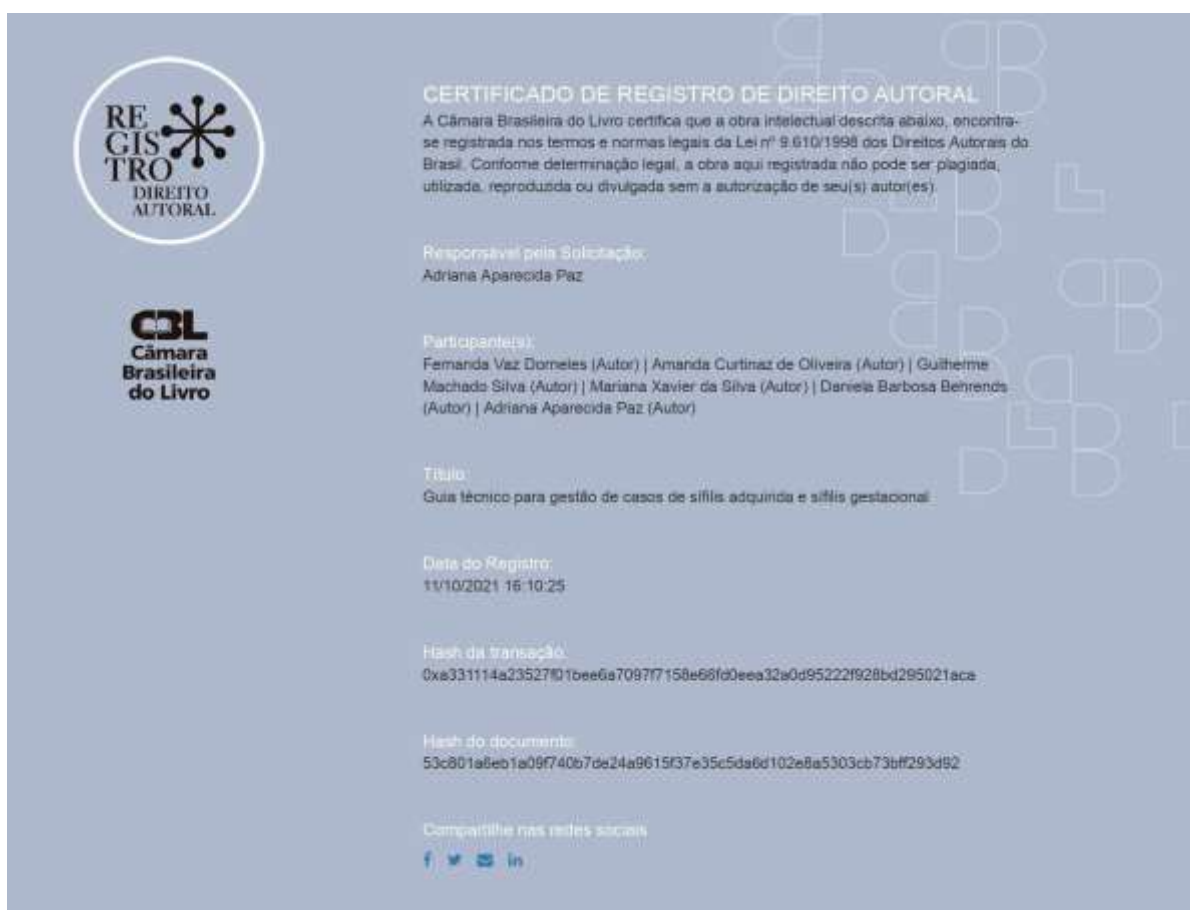 RE
GIS
TRO
DIREITO
AUTORAL
CBL
Câmara
Brasileira
do Livro
CERTIFICADO DE REGISTRO DE DIREITO AUTORAL
A Câmara Brasileira do Livro certifica que a obra intelectual descrita abaixo, encontra-
se registrada nos termos e normas legais da Lei nº 9.610/1998 dos Direitos Autorais do
Brasil. Conforme determinação legal, a obra aqui registrada não pode ser plagiada,
utilizada, reproduzida ou divulgada sem a autorização de seu(s) autor(es).
Responsável pela Solicitação:
Adriana Aparecida Paz
Participante(s):
Fernanda Vaz Dorneles (Autor) | Amanda Curtinaz de Oliveira (Autor) | Guilherme
Machado Silva (Autor) | Mariana Xavier da Silva (Autor) | Daniela Barbosa Behrends
(Autor) | Adriana Aparecida Paz (Autor)
Título:
Guia técnico para gestão de casos de sífilis adquirida e sífilis gestacional
Data do Registro:
11/10/2021 16:10:25
Hash da transação:
0xa331114a23527f01bee6a7097f7158e66fd0eea32a0d95222f928bd295021aca
Hash do documento:
53c801a6eb1a09f740b7de24a9615f37e35c5da6d102e8a5303cb73bff293d92
Compartilhe nas redes sociais